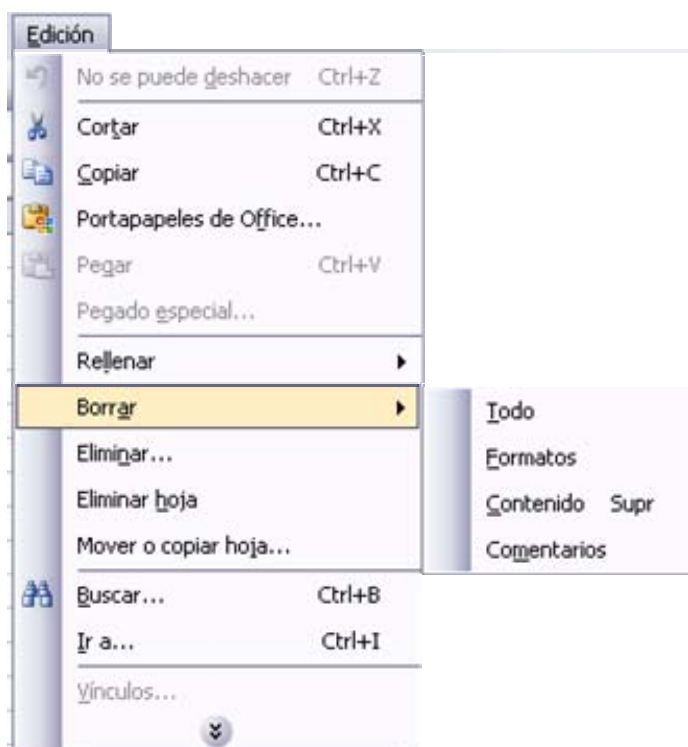 Edición
No se puede deshacer Ctrl+Z
Cortar Ctrl+X
Copiar Ctrl+C
Portapapeles de Office...
Pegar Ctrl+V
Pegado especial...
Rellenar
Borrar
Todo
Formatos
Contenido Supr
Comentarios
Eliminar...
Eliminar hoja
Mover o copiar hoja...
Buscar... Ctrl+B
Ir a... Ctrl+I
Vínculos...